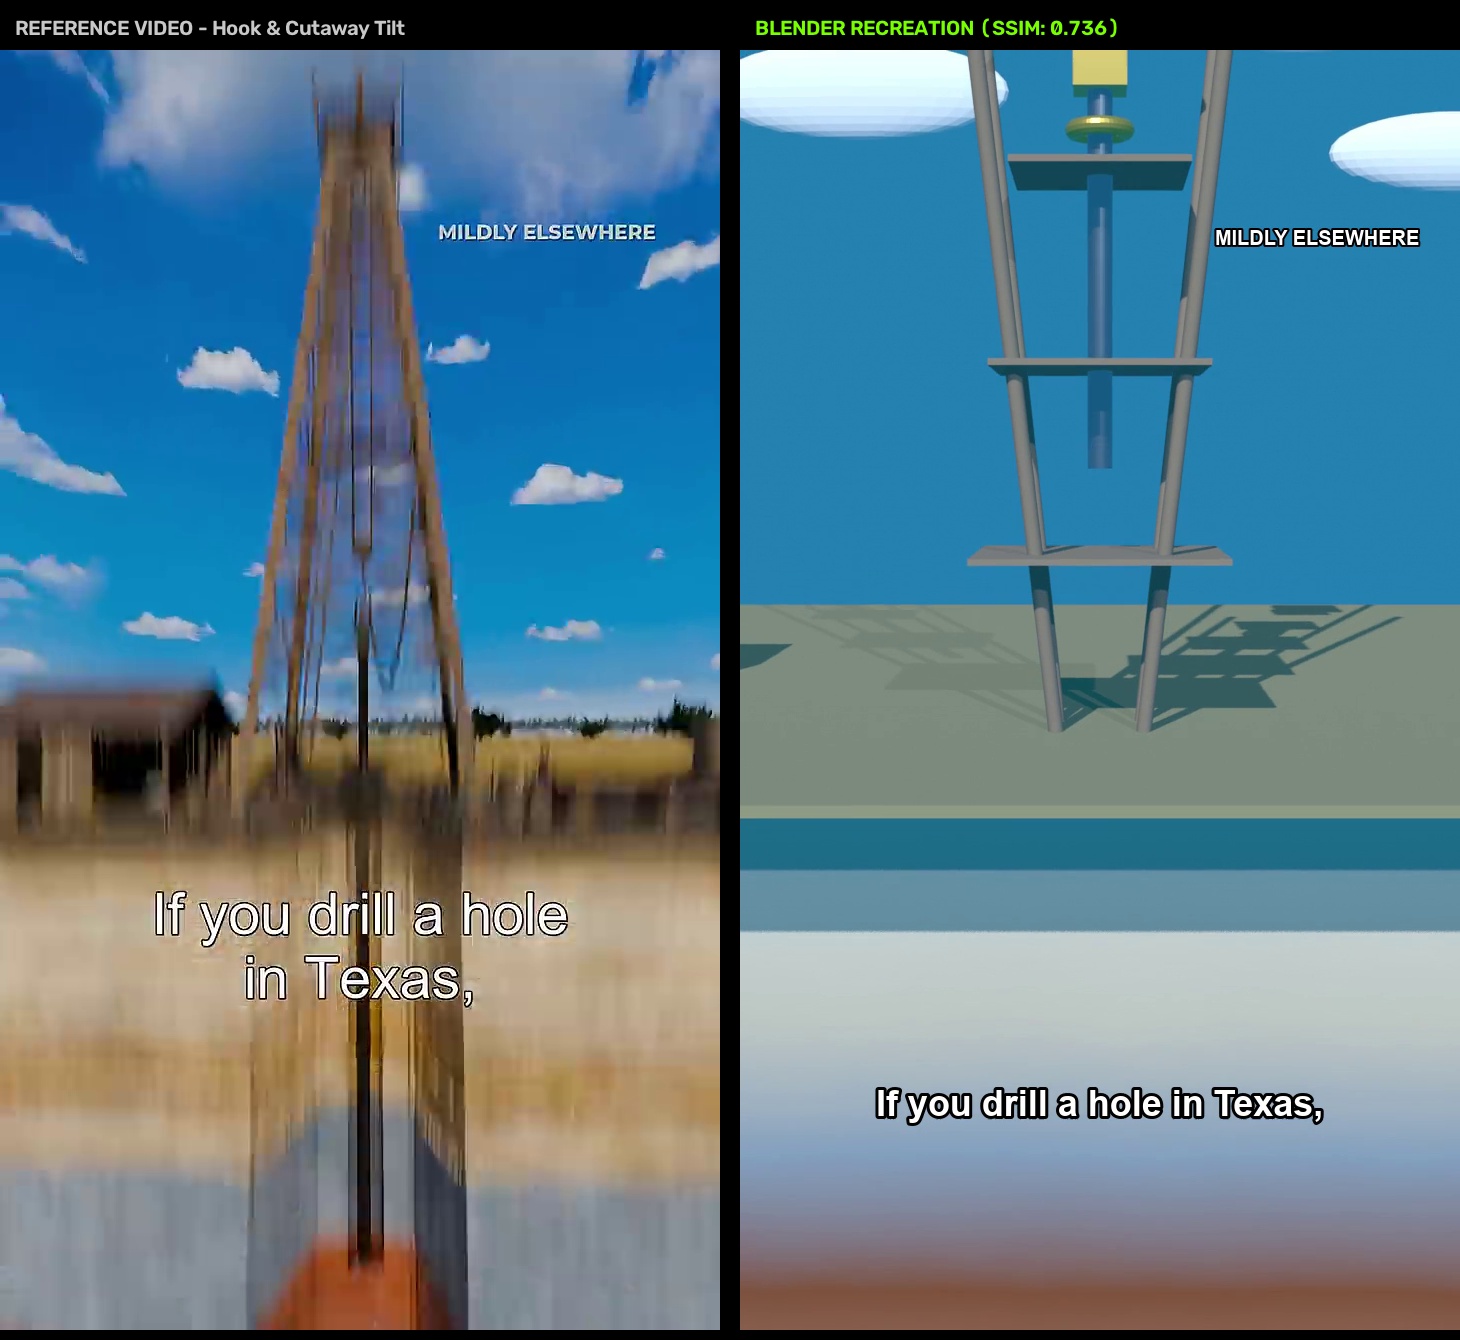 REFERENCE VIDEO - Hook & Cutaway Tilt
BLENDER RECREATION (SSIM: 0.736)
MILDLY ELSEWHERE
MILDLY ELSEWHERE
If you drill a hole
in Texas,
If you drill a hole in Texas,